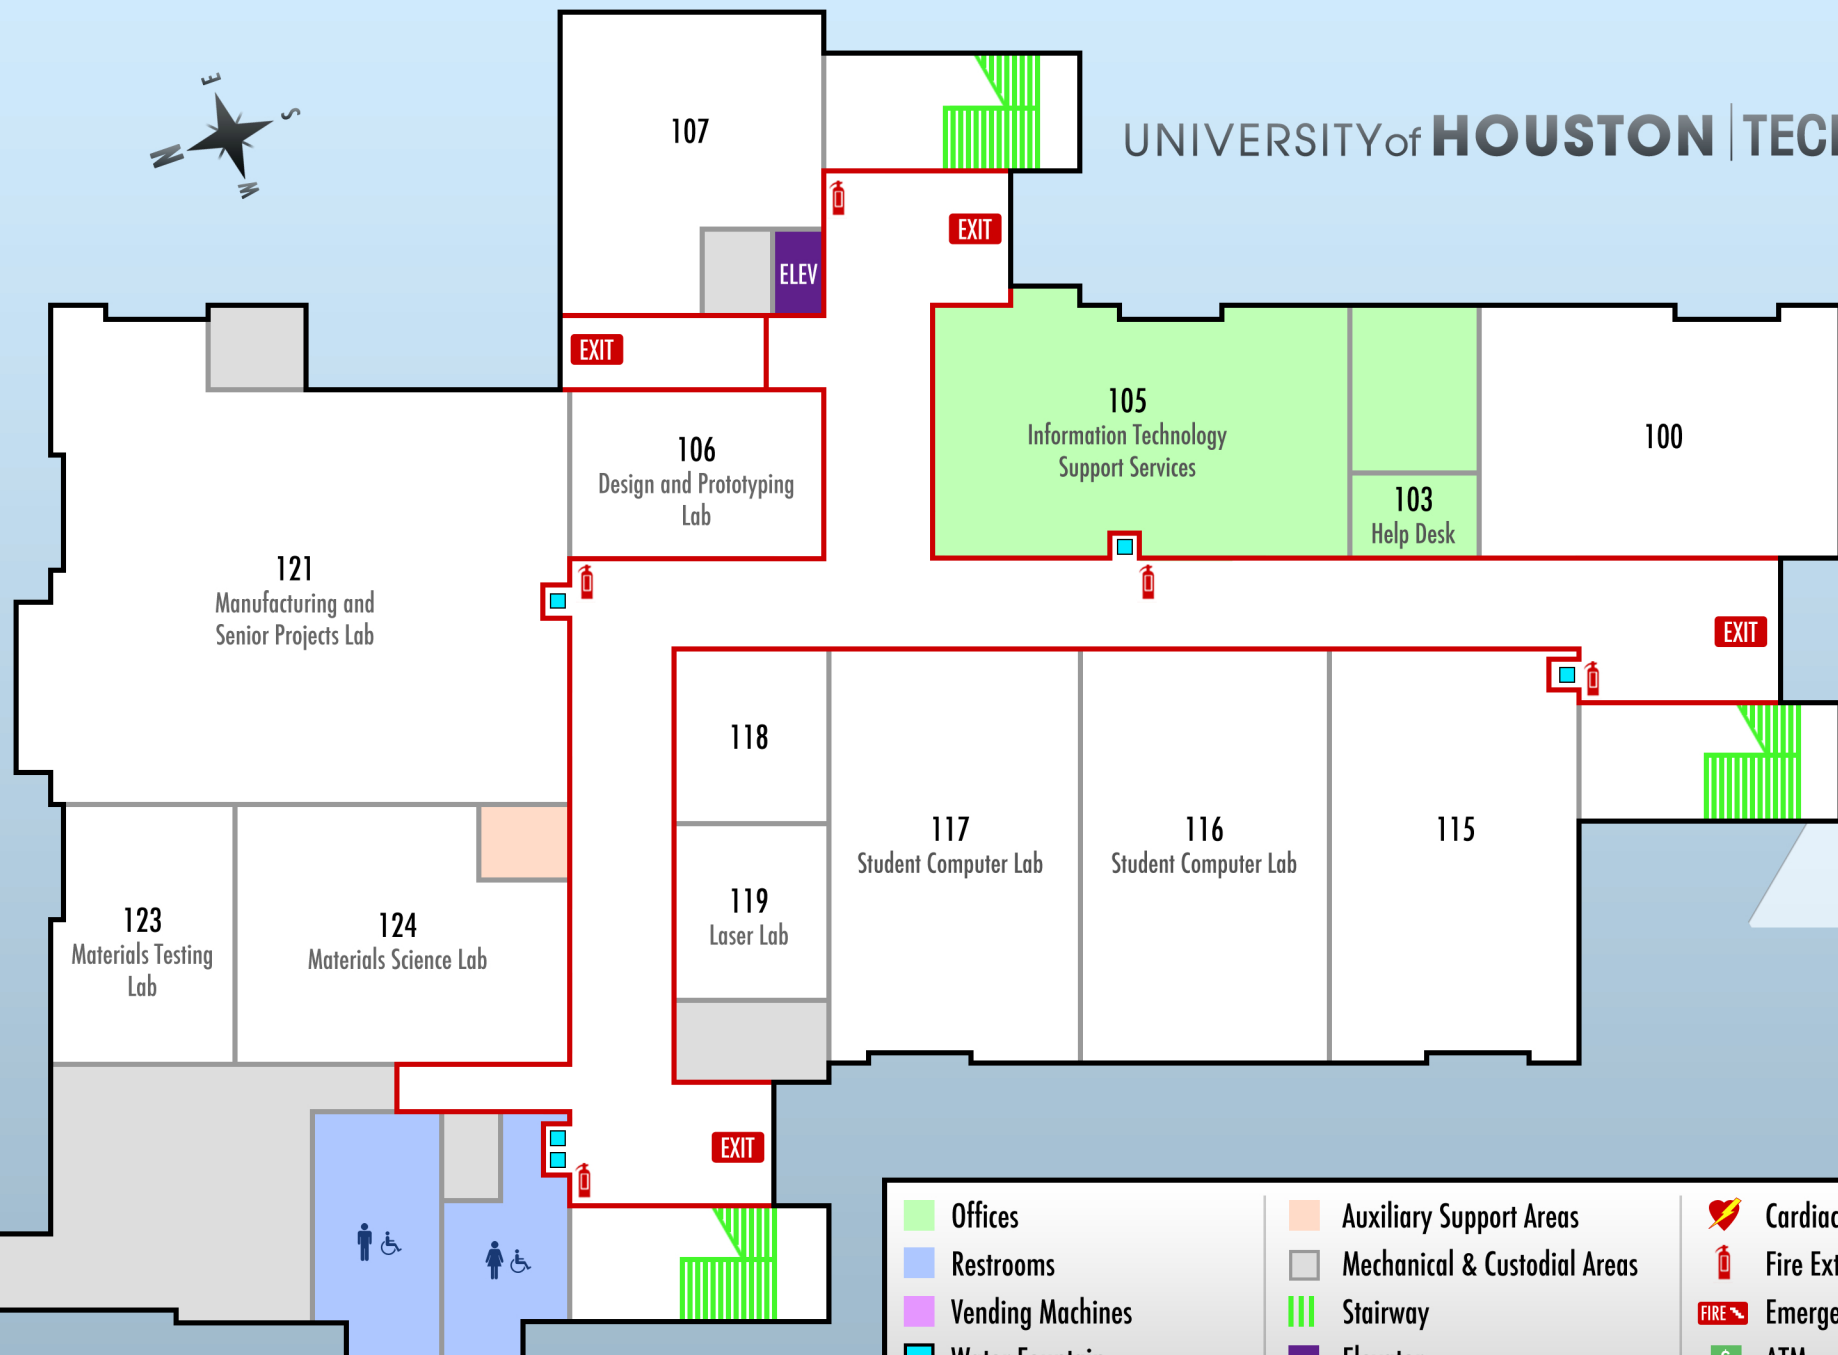 E
S
N
W
UNIVERSITY of HOUSTON
107
EXIT
ELEV
EXIT
105
Information Technology
Support Services
100
106
Design and Prototyping
Lab
103
Help Desk
121
Manufacturing and
Senior Projects Lab
EXIT
118
117
Student Computer Lab
116
Student Computer Lab
115
119
Laser Lab
123
Materials Testing
Lab
124
Materials Science Lab
EXIT
Offices
Restrooms
Vending Machines
Auxiliary Support Areas
Mechanical & Custodial Areas
Stairway
Fire
FIRE
ATM